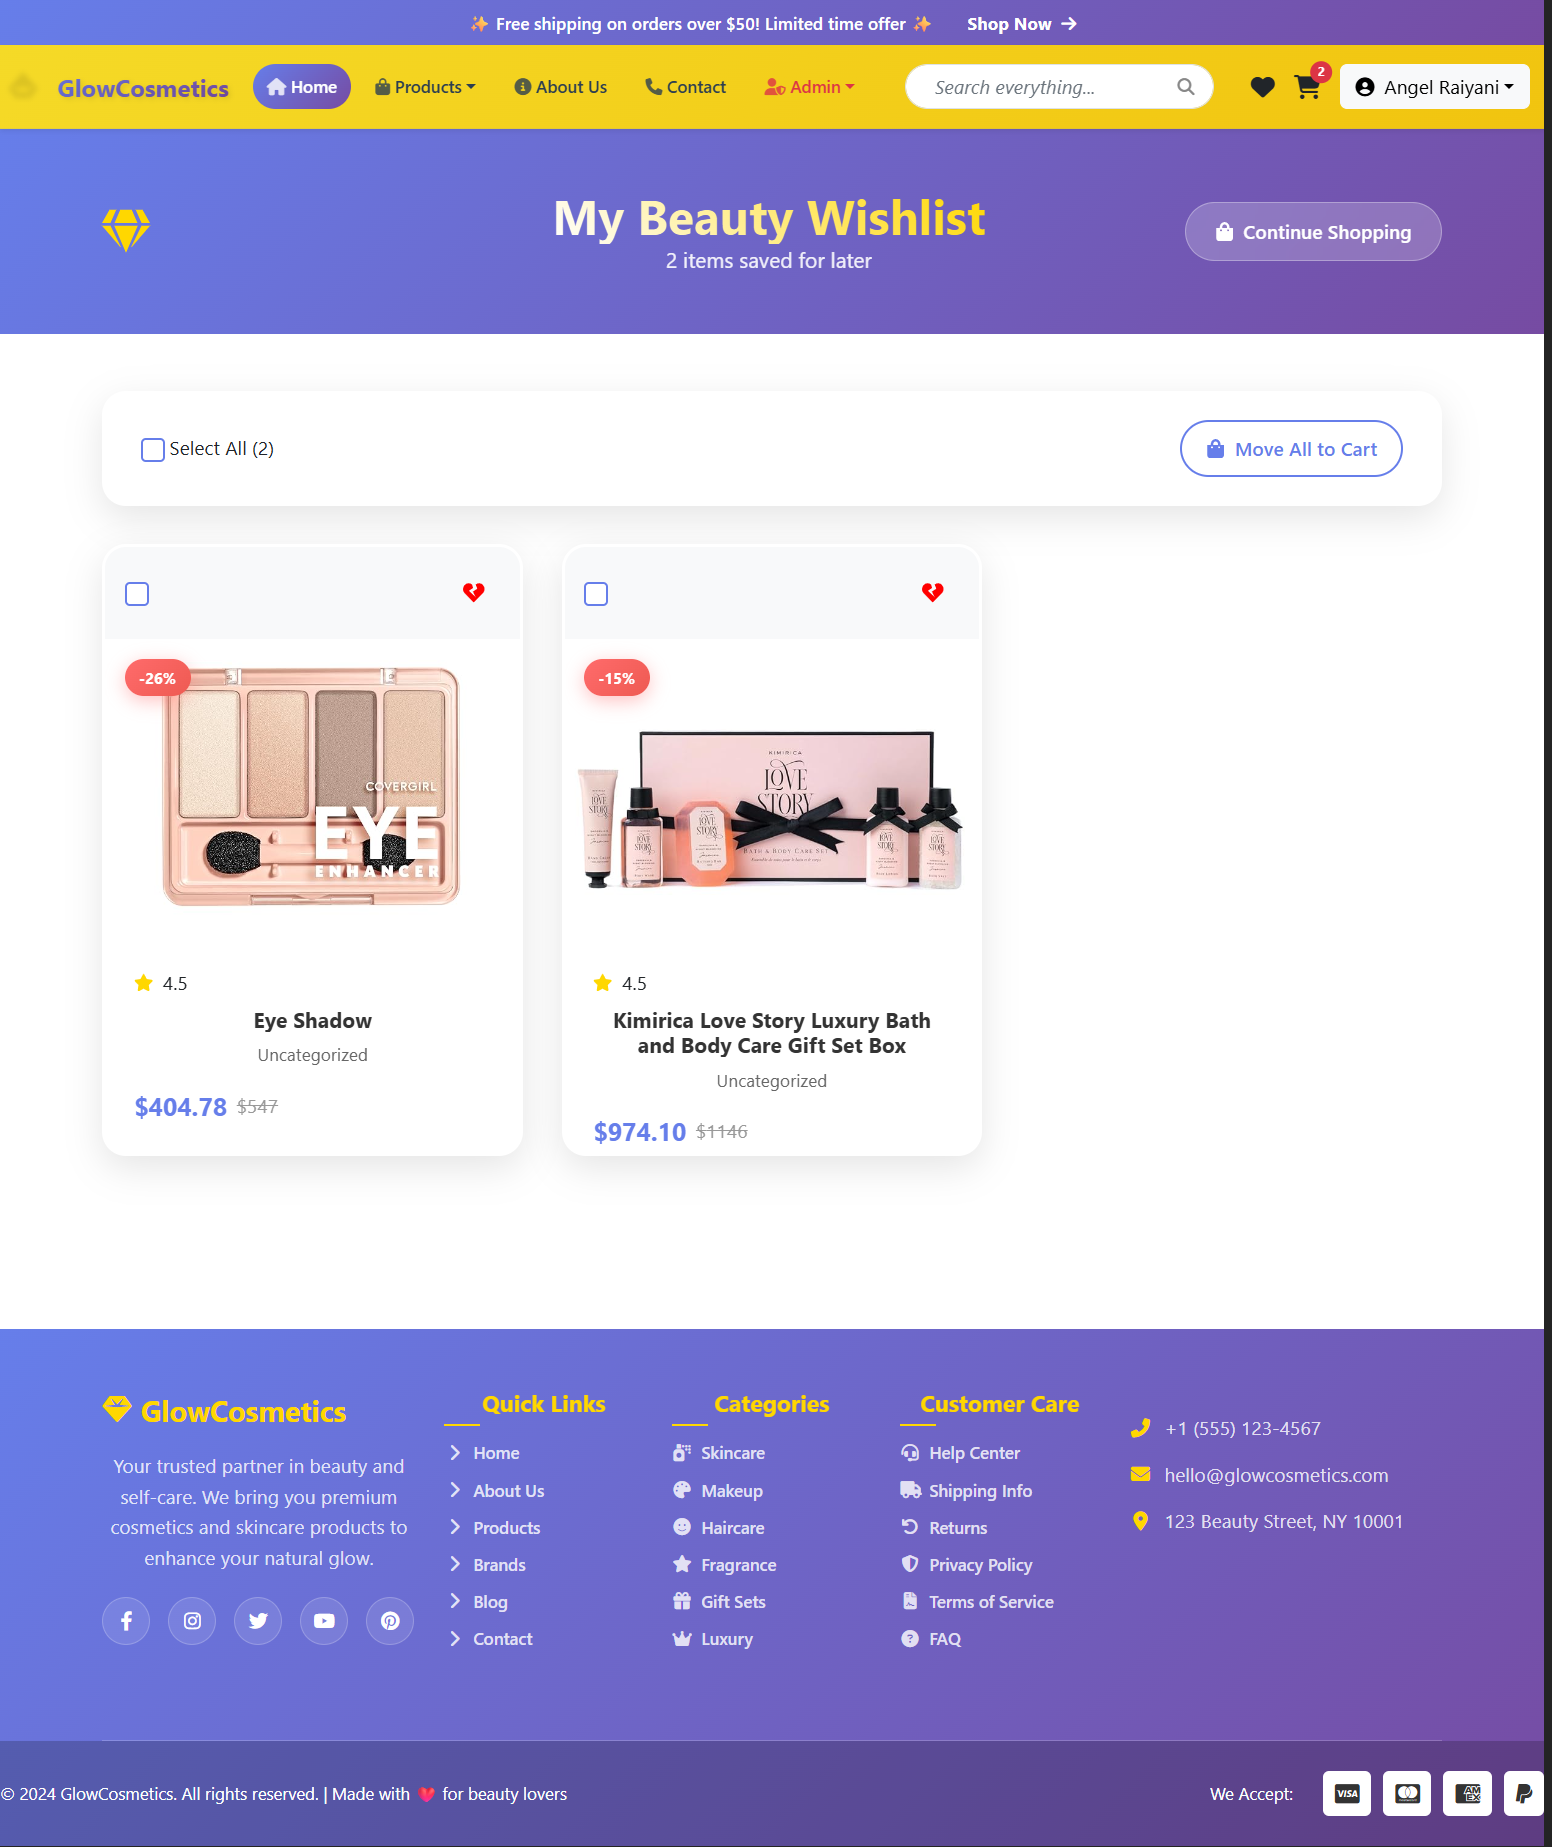 ✨ Free shipping on orders over $50! Limited time offer ✨ Shop Now →
GlowCosmetics Home Products About Us Contact Admin Search everything... 2 Angel Raiyani
My Beauty Wishlist
2 items saved for later
Continue Shopping
Select All (2)
Move All to Cart
-26%
COVERGIRL
EYE
ENHANCER
-15%
KIMIRICA
LOVE
STORY
BATH & BODY CARE SET
4.5
Eye Shadow
Uncategorized
$404.78 $547
4.5
Kimirica Love Story Luxury Bath
and Body Care Gift Set Box
Uncategorized
$974.10 $1146
GlowCosmetics
Your trusted partner in beauty and
self-care. We bring you premium
cosmetics and skincare products to
enhance your natural glow.
Quick Links
Home
About Us
Products
Brands
Blog
Contact
Categories
Skincare
Makeup
Haircare
Fragrance
Gift Sets
Luxury
Customer Care
Help Center
Shipping Info
Returns
Privacy Policy
Terms of Service
FAQ
+1 (555) 123-4567
hello@glowcosmetics.com
123 Beauty Street, NY 10001
© 2024 GlowCosmetics. All rights reserved. | Made with ❤️ for beauty lovers
We Accept: VISA AMEX